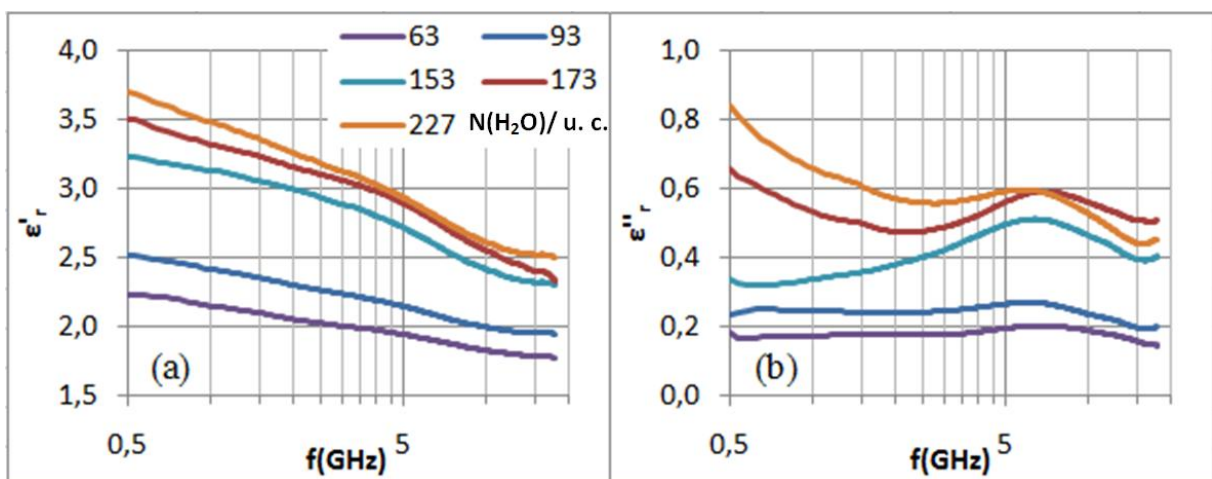 4,0
3,5
3,0
2,5
2,0
1,5
ε'r
63 93
153 173
227 N(H₂O)/ u. c.
(a)
0,5 5
f(GHz)
1,0
0,8
0,6
0,4
0,2
0,0
ε''r
(b)
0,5 5
f(GHz)